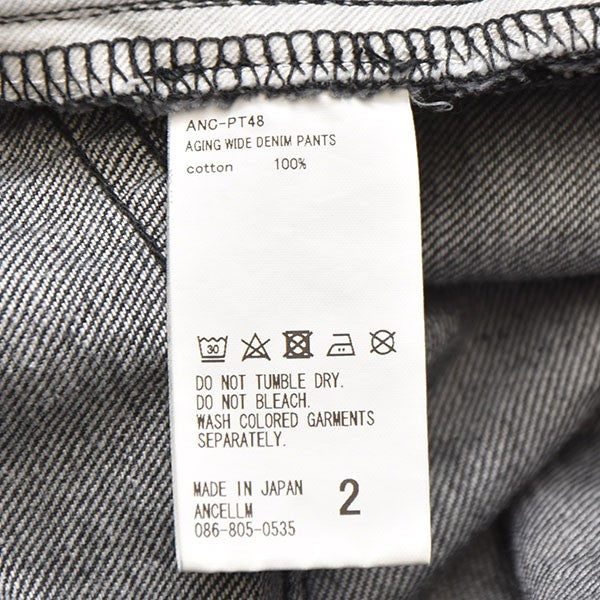 ANC-PT48
AGING WIDE DENIM PANTS
cotton 100%
30
DO NOT TUMBLE DRY.
DO NOT BLEACH.
WASH COLORED GARMENTS
SEPARATELY.
MADE IN JAPAN
ANCELLM
086-805-0535
2